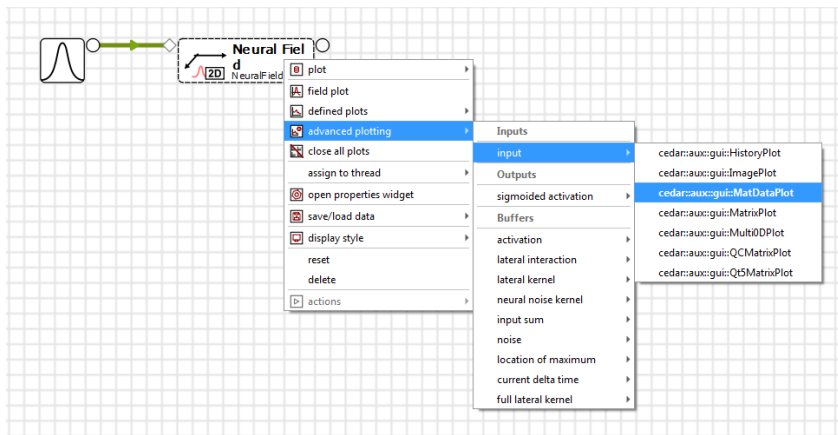 Neural Fiel
d
2D NeuralField
plot
field plot
defined plots
advanced plotting
close all plots
assign to thread
open properties widget
save/load data
display style
reset
delete
actions
Inputs
input
Outputs
sigmoided activation
Buffers
activation
lateral interaction
lateral kernel
neural noise kernel
input sum
noise
location of maximum
current delta time
full lateral kernel
cedar::aux::gui::HistoryPlot
cedar::aux::gui::ImagePlot
cedar::aux::gui::MatDataPlot
cedar::aux::gui::MatrixPlot
cedar::aux::gui::Multi0DPlot
cedar::aux::gui::QCMatrixPlot
cedar::aux::gui::Qt5MatrixPlot